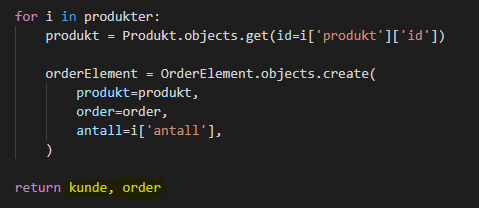 for i in produkter:
produkt = Produkt.objects.get(id=i['produkt']['id'])
orderElement = OrderElement.objects.create(
produkt=produkt,
order=order,
antall=i['antall'],
)
return kunde, order